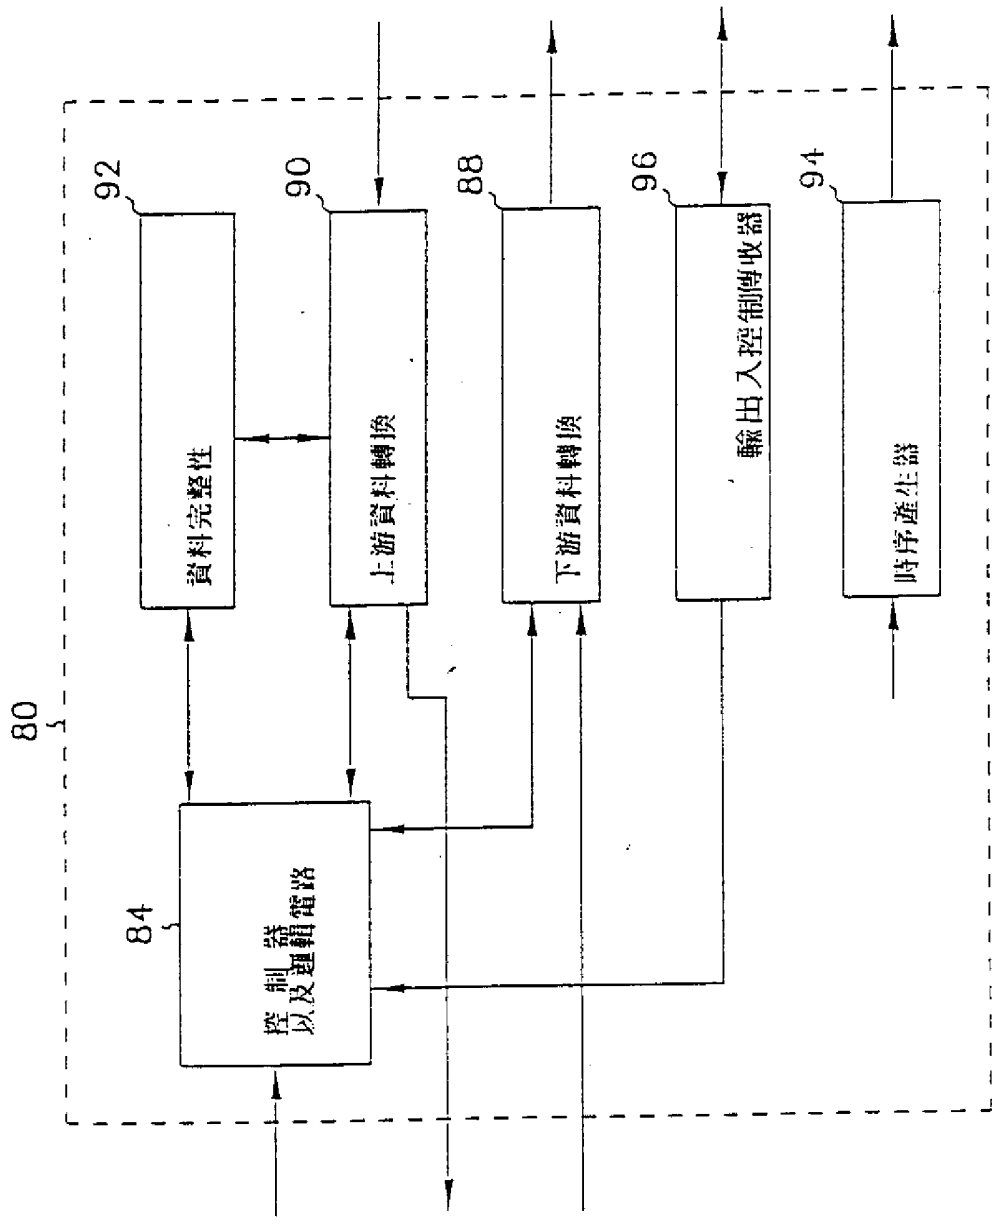 80
84
控制器
以及邏輯電路
92
資料完整性
90
上游資料轉換
88
下游資料轉換
96
輸出入控制傳收器
94
時序產生器